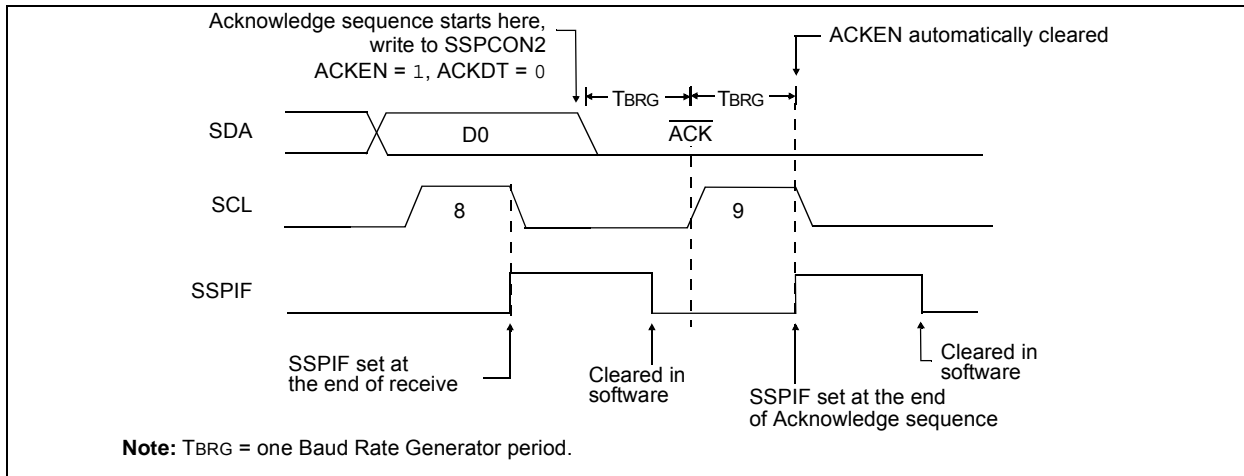 Acknowledge sequence starts here,
write to SSPCON2
ACKEN = 1, ACKDT = 0
ACKEN automatically cleared
TBRG
TBRG
SDA
D0
ACK
SCL
8
9
SSPIF
SSPIF set at
the end of receive
Cleared in
software
SSPIF set at the end
of Acknowledge sequence
Cleared in
software
Note: TBRG = one Baud Rate Generator period.